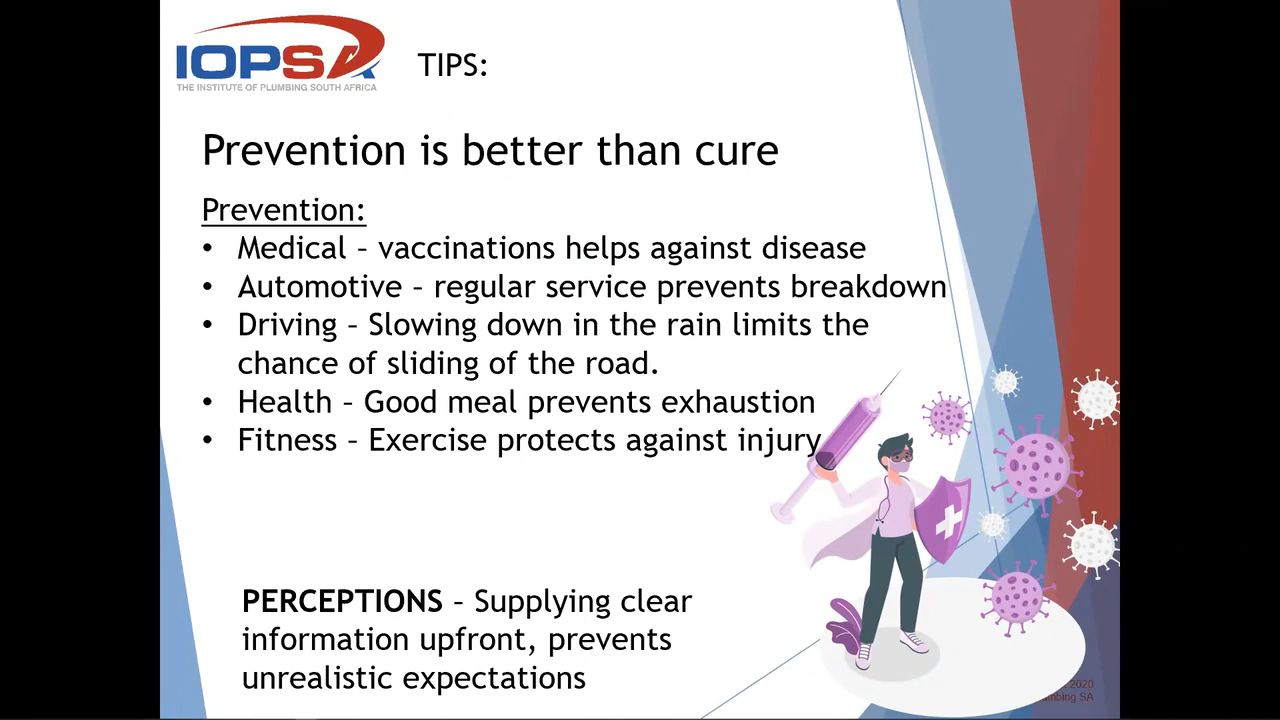 IOPSA
THE INSTITUTE OF PLUMBING SOUTH AFRICA
TIPS:
Prevention is better than cure
Prevention:
• Medical – vaccinations helps against disease
• Automotive – regular service prevents breakdown
• Driving – Slowing down in the rain limits the
chance of sliding of the road.
• Health – Good meal prevents exhaustion
• Fitness – Exercise protects against injury
PERCEPTIONS – Supplying clear
information upfront, prevents
unrealistic expectations
2020
SA